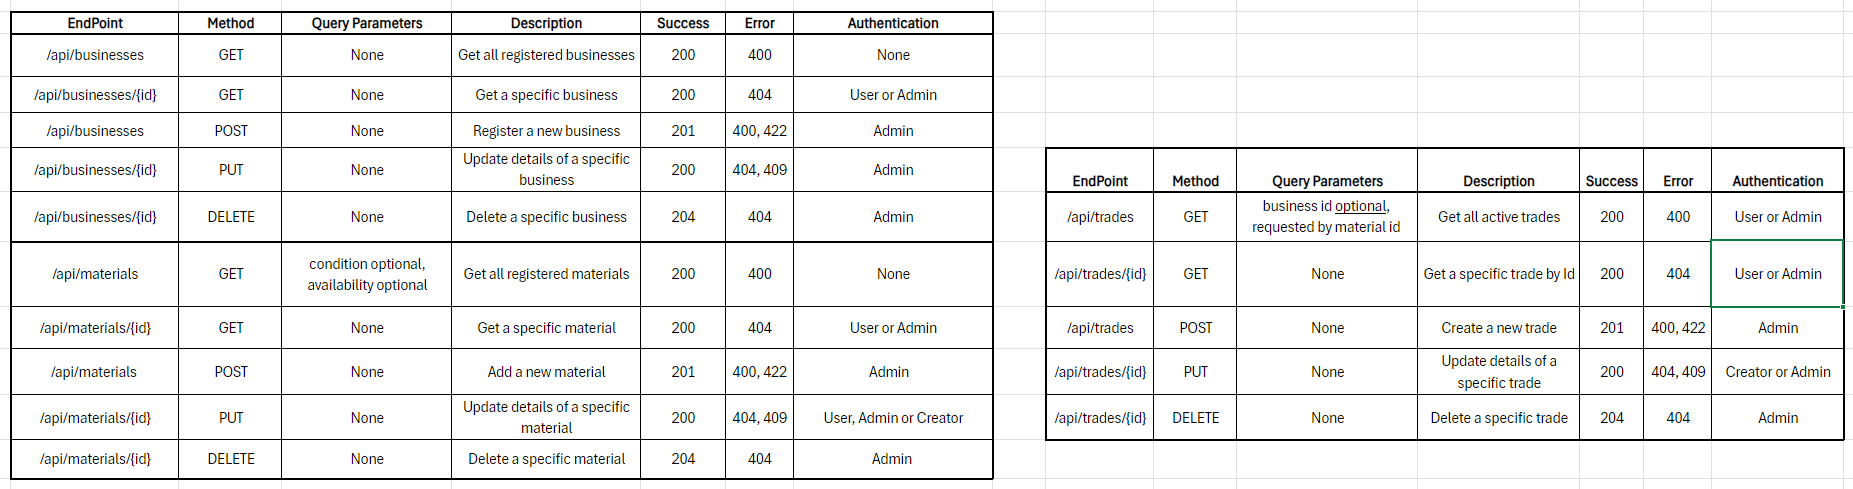 EndPoint Method Query Parameters Description Success Error Authentication
/api/businesses GET None Get all registered businesses 200 400 None
/api/businesses/{id} GET None Get a specific business 200 404 User or Admin
/api/businesses POST None Register a new business 201 400, 422 Admin
/api/businesses/{id} PUT None Update details of a specific
business 200 404, 409 Admin
/api/businesses/{id} DELETE None Delete a specific business 204 404 Admin
/api/materials GET condition optional,
availability optional Get all registered materials 200 400 None
/api/materials/{id} GET None Get a specific material 200 404 User or Admin
/api/materials POST None Add a new material 201 400, 422 Admin
/api/materials/{id} PUT None Update details of a specific
material 200 404, 409 User, Admin or Creator
/api/materials/{id} DELETE None Delete a specific material 204 404 Admin
EndPoint Method Query Parameters Description Success Error Authentication
/api/trades GET business id optional,
requested by material id Get all active trades 200 400 User or Admin
/api/trades/{id} GET None Get a specific trade by Id 200 404 User or Admin
/api/trades POST None Create a new trade 201 400, 422 Admin
/api/trades/{id} PUT None Update details of a
specific trade 200 404, 409 Creator or Admin
/api/trades/{id} DELETE None Delete a specific trade 204 404 Admin